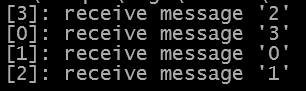 [3]: receive message '2'
[0]: receive message '3'
[1]: receive message '0'
[2]: receive message '1'